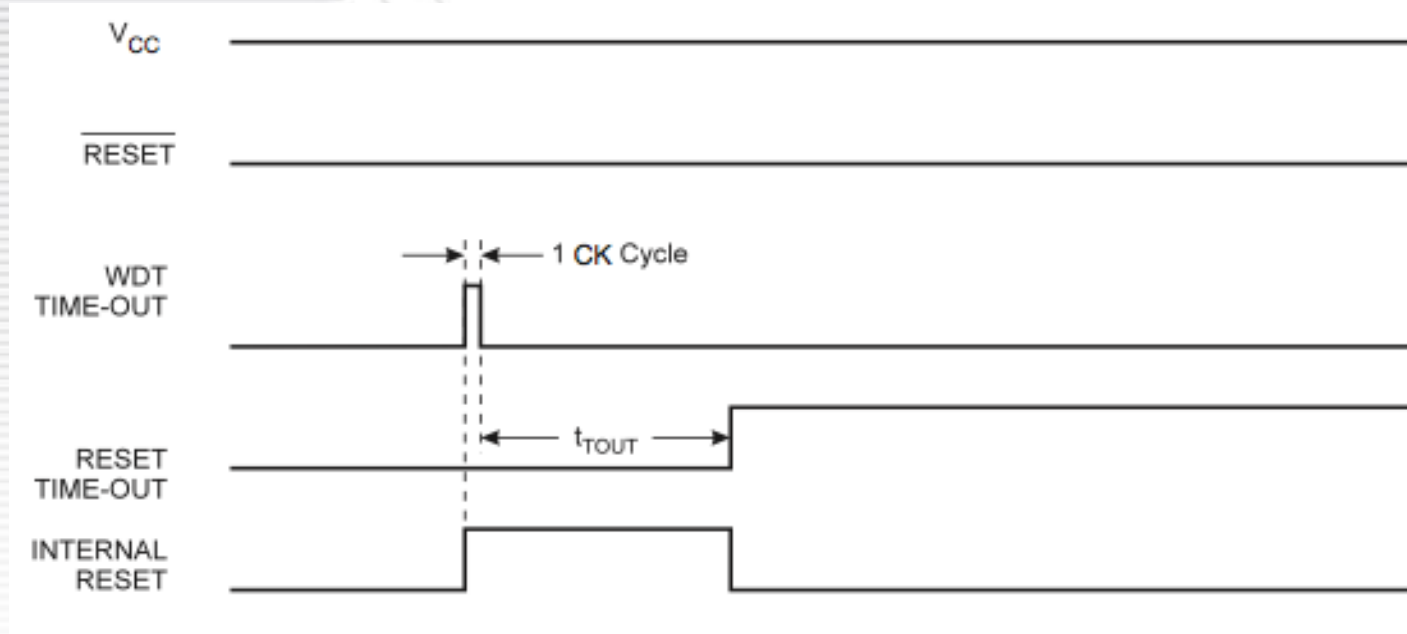 VCC
RESET
1 CK Cycle
WDT
TIME-OUT
tTOUT
RESET
TIME-OUT
INTERNAL
RESET